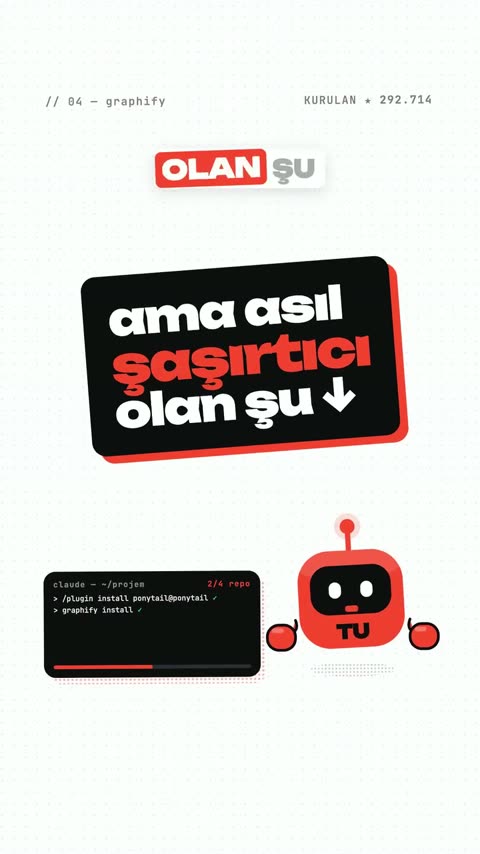 // 04 — graphify
KURULAN ★ 292.714
OLAN ŞU
ama asıl
şaşırtıcı
olan şu ↓
claude — ~/projem
2/4 repo
> /plugin install ponytail@ponytail ✓
> graphify install ✓
TU